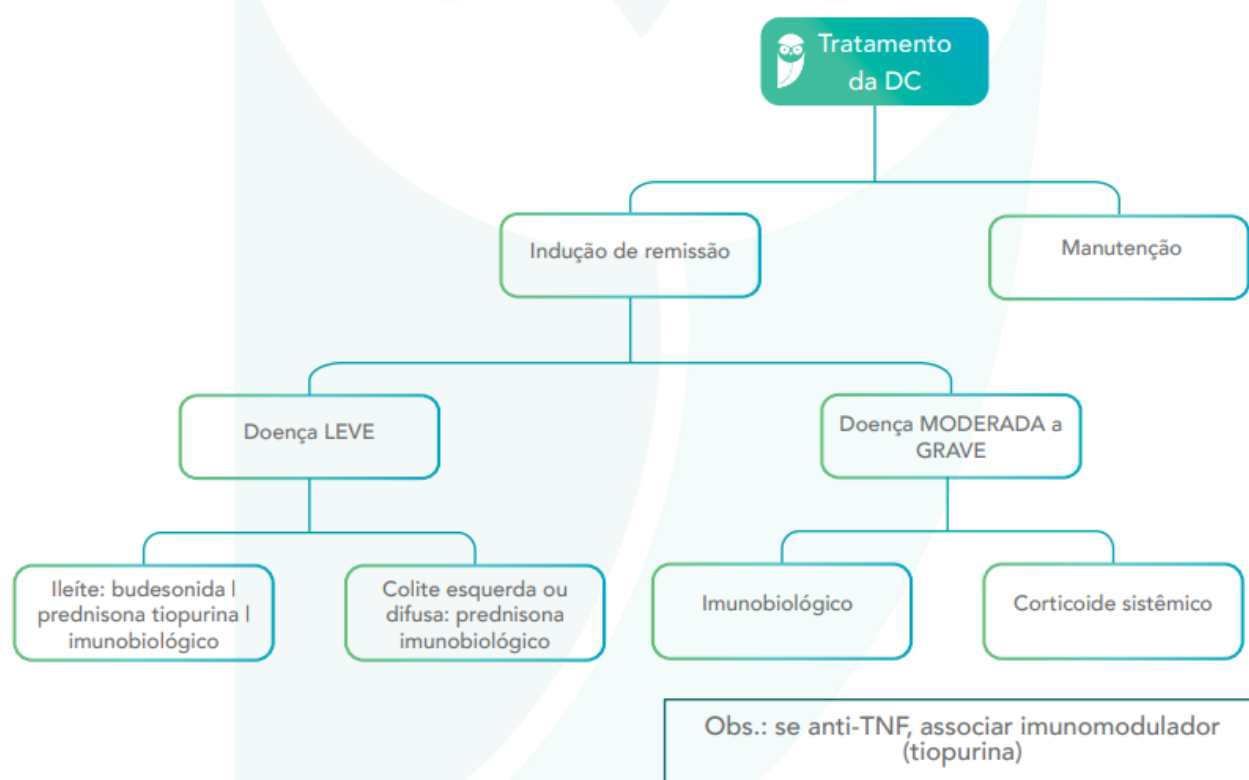 Tratamento
da DC
Indução de remissão
Manutenção
Doença LEVE
Doença MODERADA a
GRAVE
Ileíte: budesonida l
prednisona tiopurina l
imunobiológico
Colite esquerda ou
difusa: prednisona
imunobiológico
Imunobiológico
Corticoide sistêmico
Obs.: se anti-TNF, associar imunomodulador
(tiopurina)